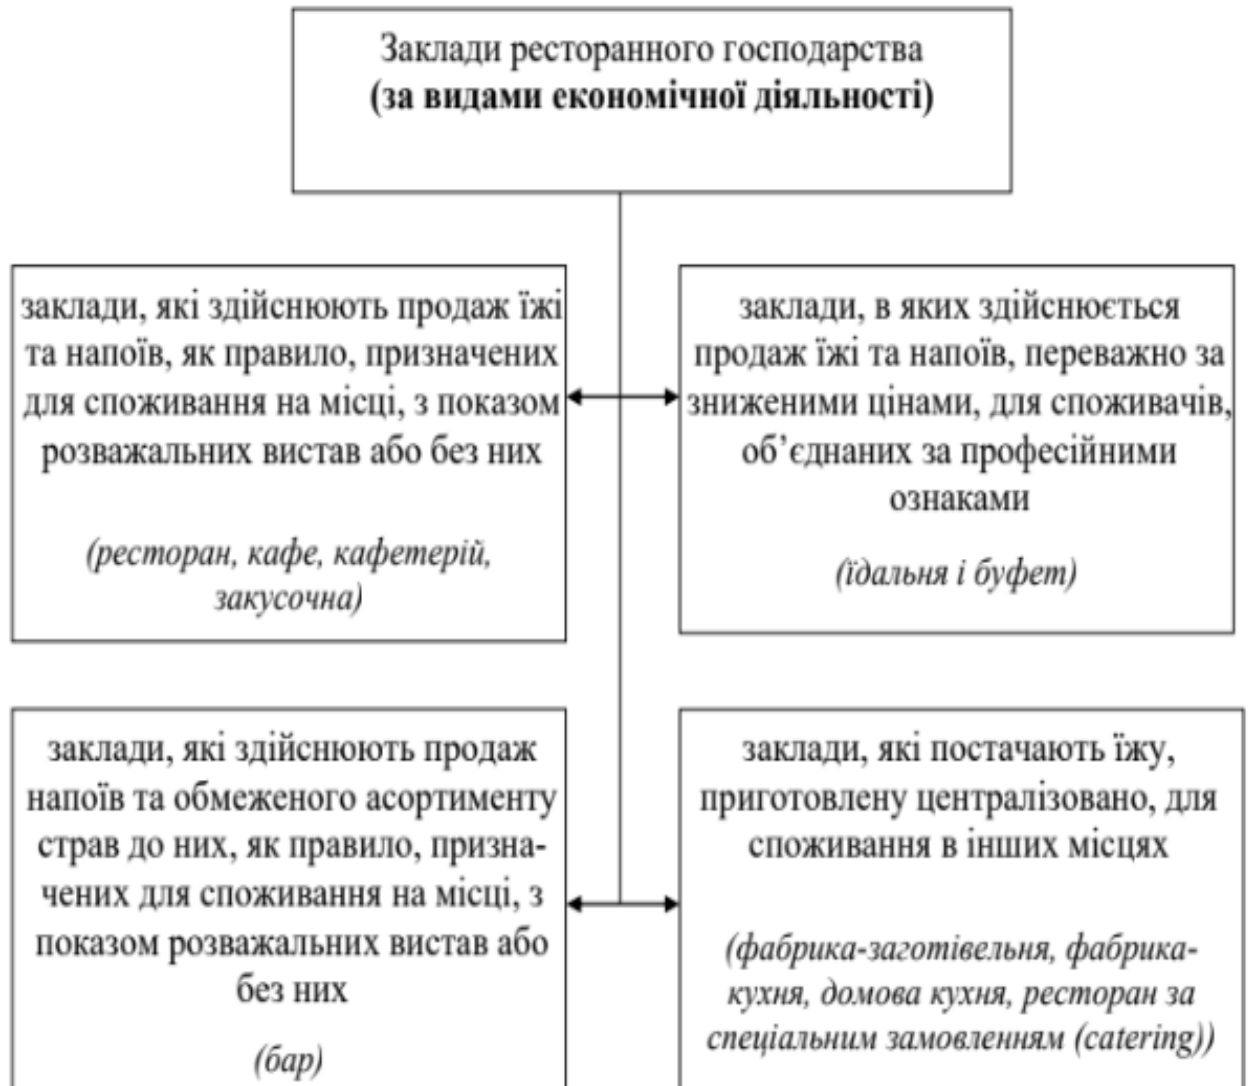 Заклади ресторанного господарства
(за видами економічної діяльності)
заклади, які здійснюють продаж їжі
та напоїв, як правило, призначених
для споживання на місці, з показом
розважальних вистав або без них
(ресторан, кафе, кафетерій,
закусочна)
заклади, в яких здійснюється
продаж їжі та напоїв, переважно за
зниженими цінами, для споживачів,
об’єднаних за професійними
ознаками
(їдальня і буфет)
заклади, які здійснюють продаж
напоїв та обмеженого асортименту
страв до них, як правило, призна-
чених для споживання на місці, з
показом розважальних вистав або
без них
(бар)
заклади, які постачають їжу,
приготовлену централізовано, для
споживання в інших місцях
(фабрика-заготівельня, фабрика-
кухня, домова кухня, ресторан за
спеціальним замовленням (catering))